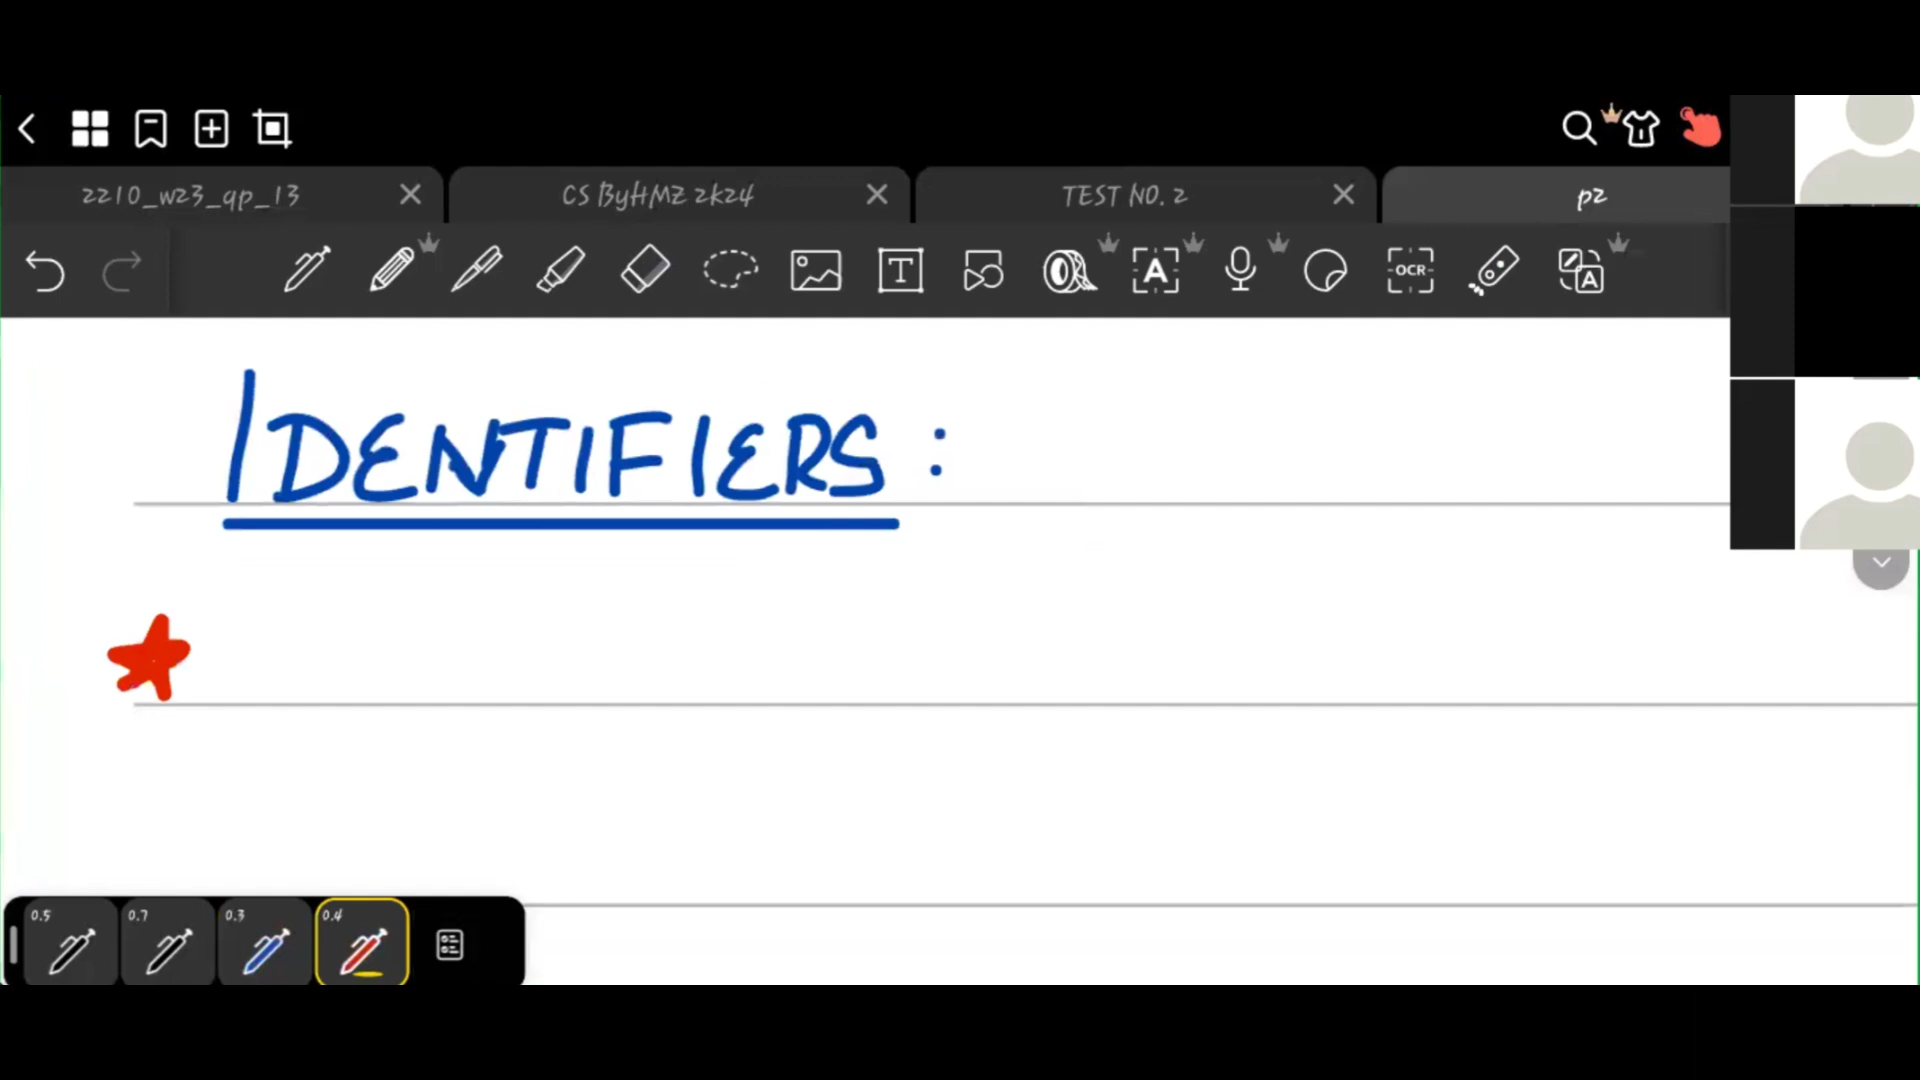 2210_w23_qp_13
CS ByHMZ 2k24
TEST NO. 2
p2
T
A
OCR
A
IDENTIFIERS :
0.5
0.7
0.3
0.4